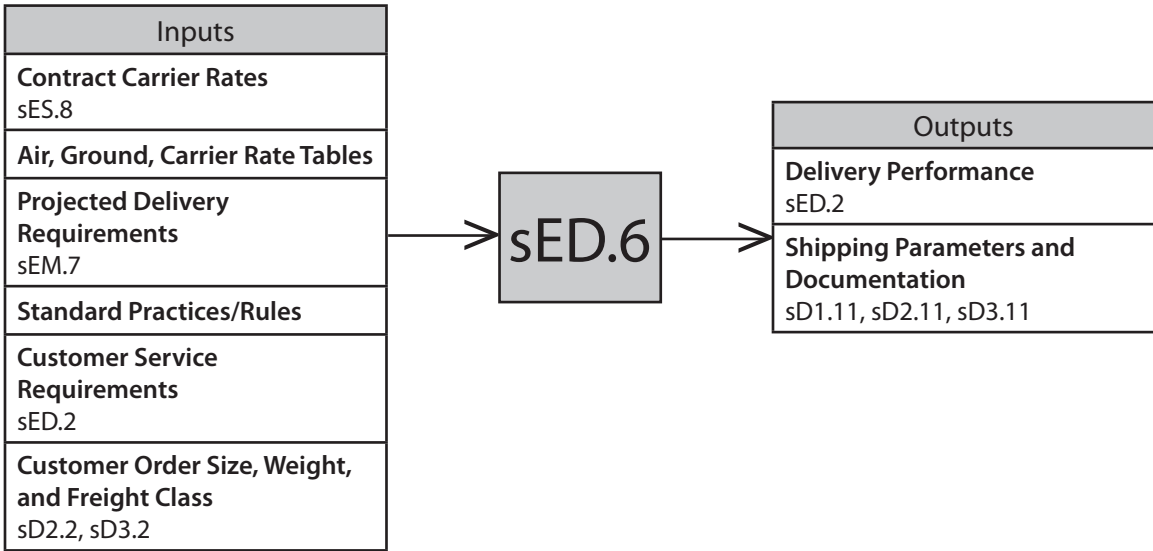 Inputs
Contract Carrier Rates
sES.8
Air, Ground, Carrier Rate Tables
Projected Delivery
Requirements
sEM.7
Standard Practices/Rules
Customer Service
Requirements
sED.2
Customer Order Size, Weight,
and Freight Class
sD2.2, sD3.2
sED.6
Outputs
Delivery Performance
sED.2
Shipping Parameters and
Documentation
sD1.11, sD2.11, sD3.11